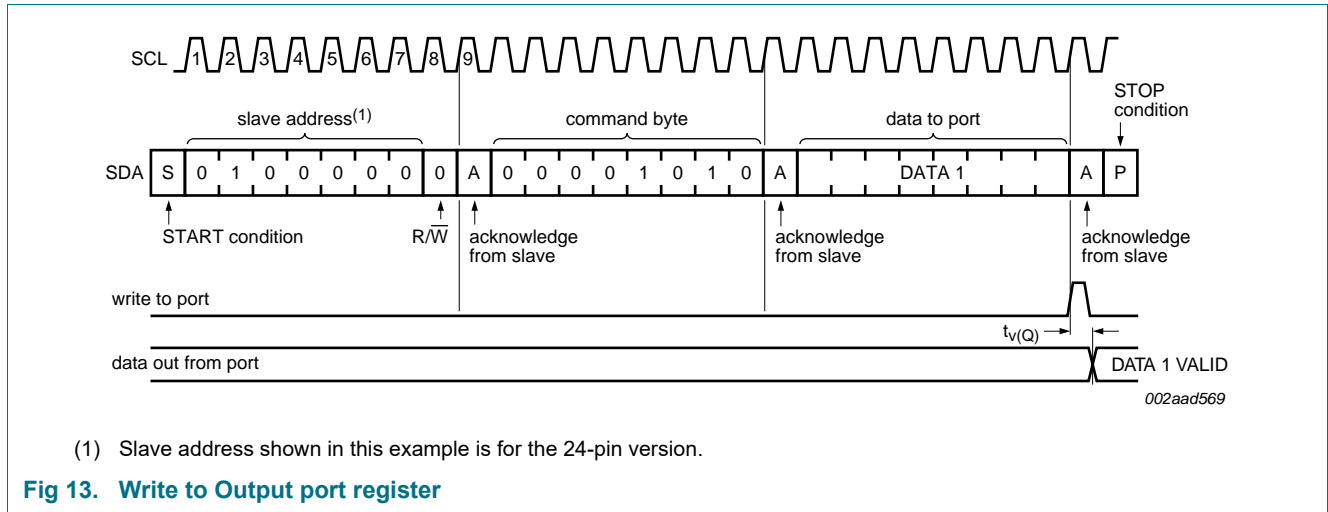 SCL 1 2 3 4 5 6 7 8 9
STOP
condition
slave address(1) command byte data to port
SDA S 0 1 0 0 0 0 0 0 A 0 0 0 0 1 0 1 0 A DATA 1 A P
START condition R/W acknowledge from slave acknowledge from slave acknowledge from slave
write to port
tv(Q)
data out from port DATA 1 VALID
002aad569
(1) Slave address shown in this example is for the 24-pin version.
Fig 13. Write to Output port register